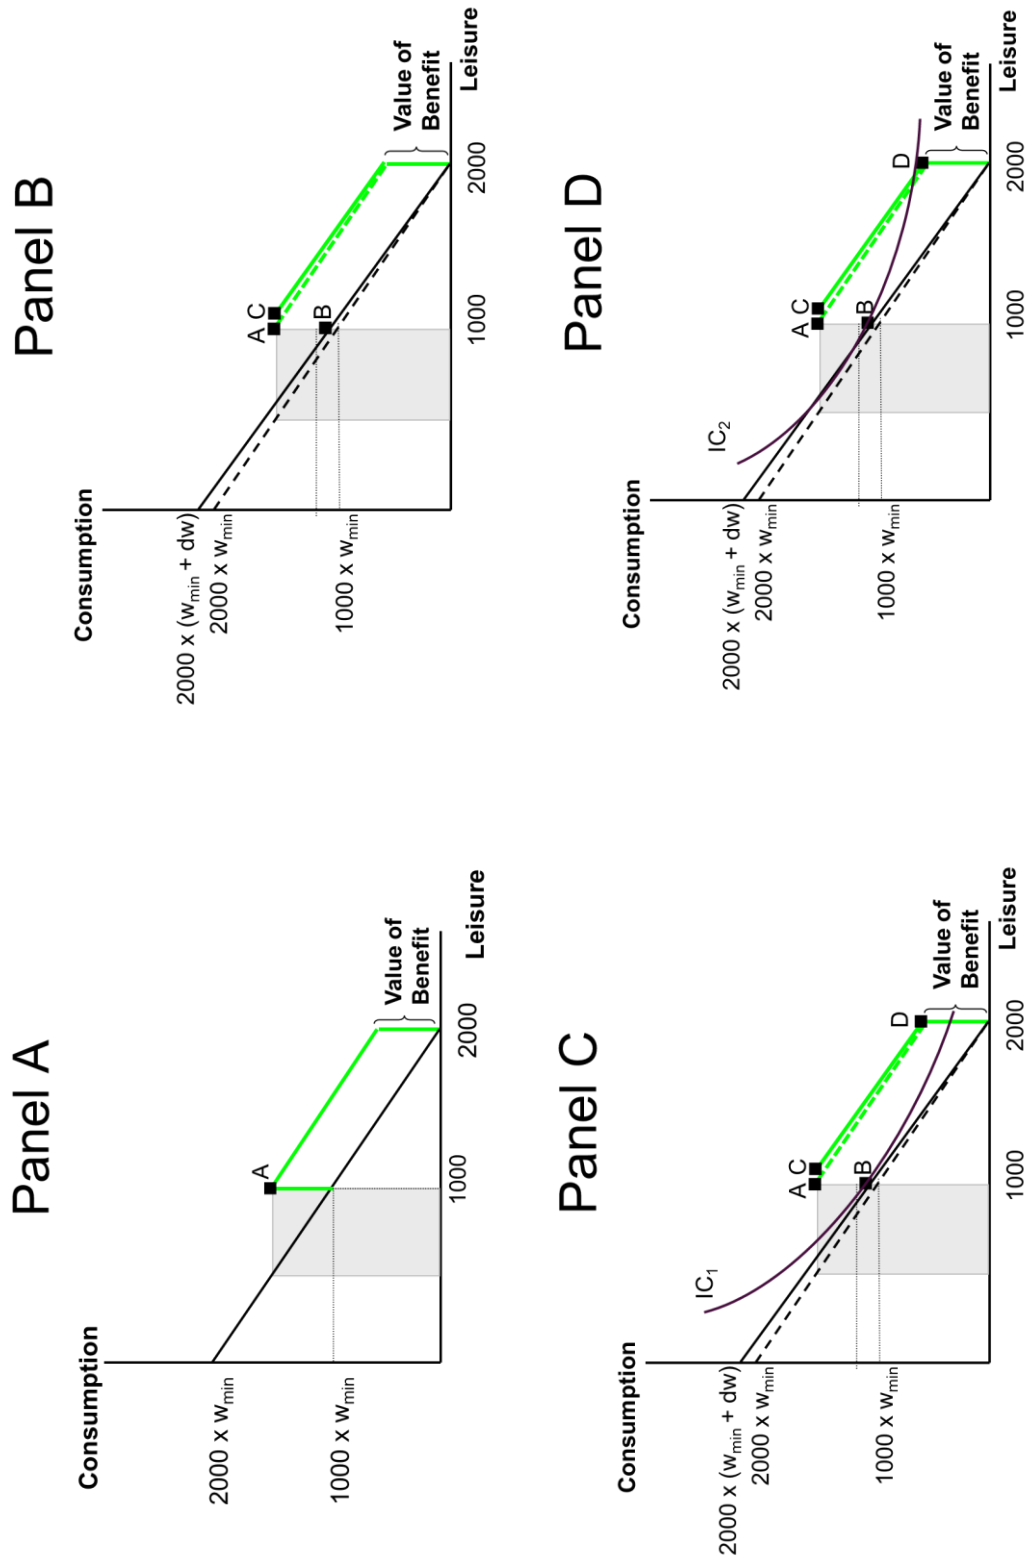 Panel A
Consumption
2000 x w_min
1000 x w_min
A
Value of
Benefit
1000
2000
Leisure
Panel B
Consumption
2000 x (w_min + dw)
2000 x w_min
1000 x w_min
A
C
B
Value of
Benefit
1000
2000
Leisure
Panel C
Consumption
2000 x (w_min + dw)
2000 x w_min
1000 x w_min
IC_1
A
C
B
D
Value of
Benefit
1000
2000
Leisure
Panel D
Consumption
2000 x (w_min + dw)
2000 x w_min
1000 x w_min
IC_2
A
C
B
D
Value of
Benefit
1000
2000
Leisure